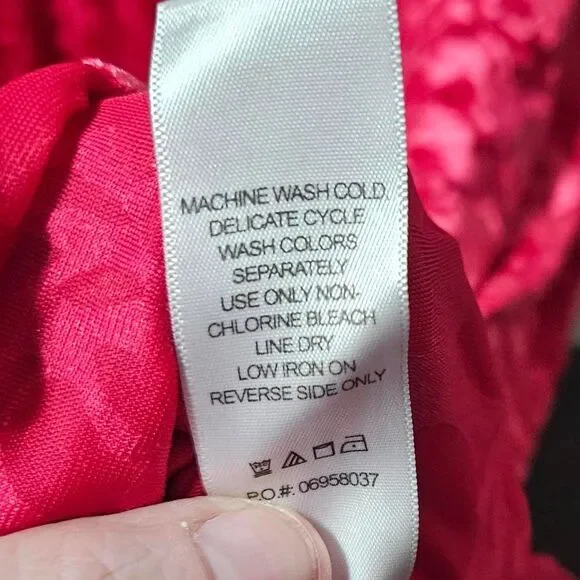 MACHINE WASH COLD,
DELICATE CYCLE
WASH COLORS
SEPARATELY
USE ONLY NON-
CHLORINE BLEACH
LINE DRY
LOW IRON ON
REVERSE SIDE ONLY
P.O.#: 06958037